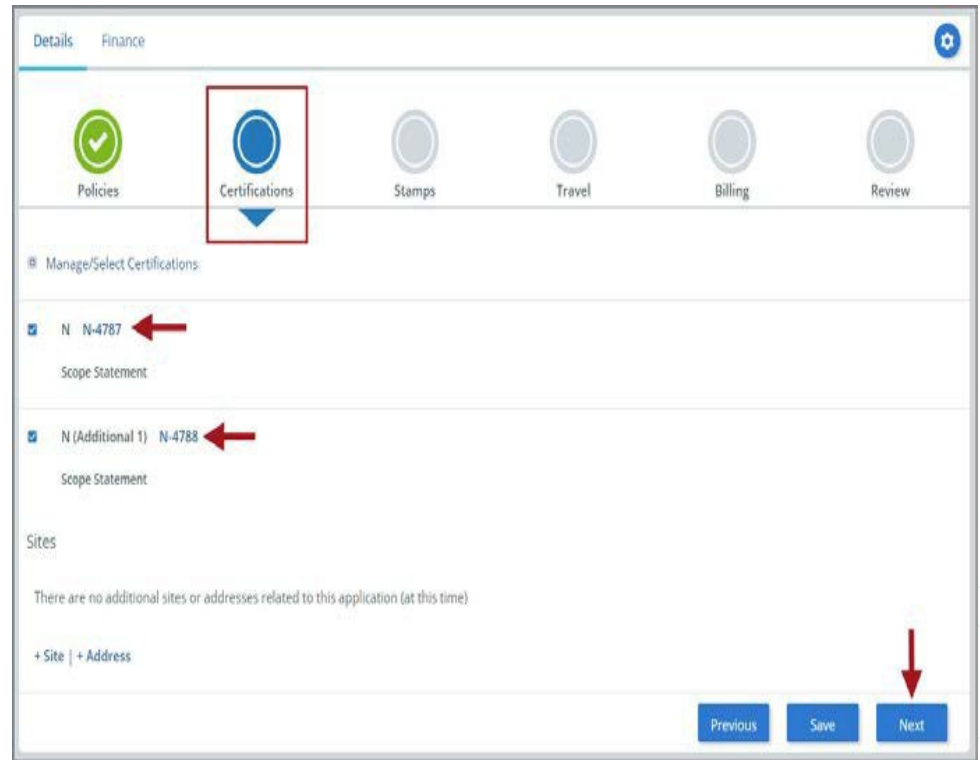 Details Finance
Policies Certifications Stamps Travel Billing Review
Manage/Select Certifications
N N-4787
Scope Statement
N (Additional 1) N-4788
Scope Statement
Sites
There are no additional sites or addresses related to this application (at this time)
+ Site | + Address
Previous Save Next